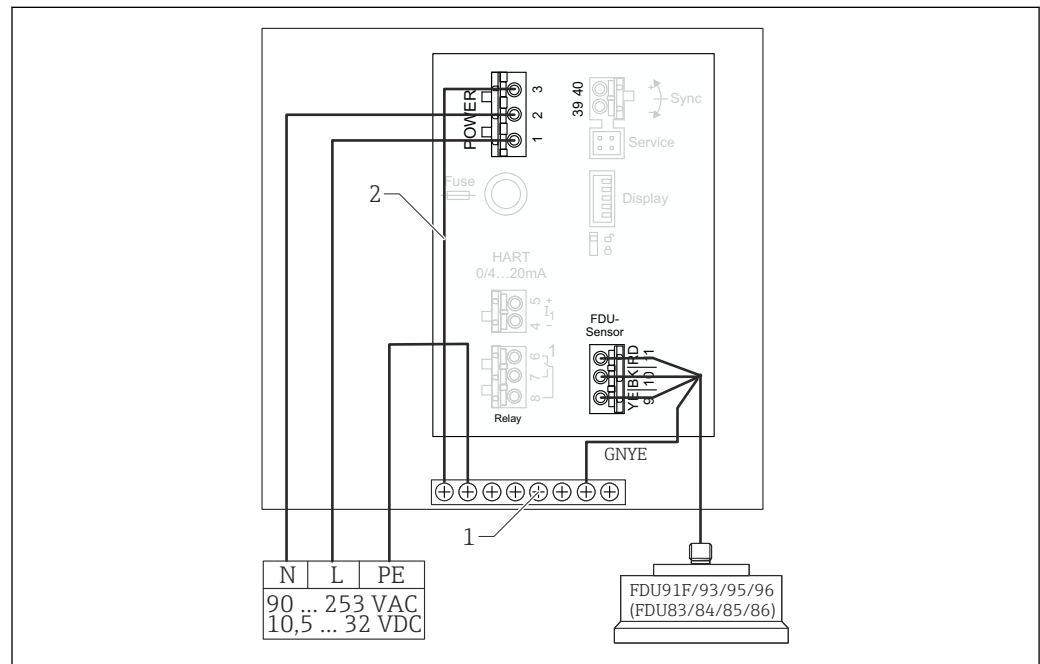 POWER
3
2
1
39 40
+
-
Sync
Service
Fuse
Display
2
HART
0/4...20mA
5 +
4 -
I1
6
7
8
1
Relay
FDU-
Sensor
YE|BK|RD
9 |10| 11
GNYE
1
N L PE
90 ... 253 VAC
10,5 ... 32 VDC
FDU91F/93/95/96
(FDU83/84/85/86)